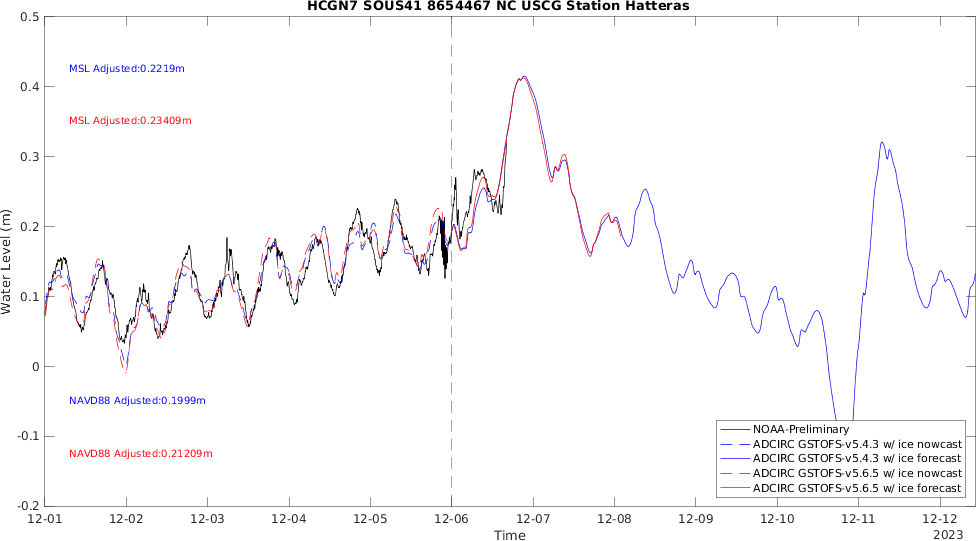 HCGN7 SOUS41 8654467 NC USCG Station Hatteras
Water Level (m)
0.5
0.4
0.3
0.2
0.1
0
-0.1
-0.2
MSL Adjusted:0.2219m
MSL Adjusted:0.23409m
NAVD88 Adjusted:0.1999m
NAVD88 Adjusted:0.21209m
NOAA-Preliminary
ADCIRC GSTOFS-v5.4.3 w/ ice nowcast
ADCIRC GSTOFS-v5.4.3 w/ ice forecast
ADCIRC GSTOFS-v5.6.5 w/ ice nowcast
ADCIRC GSTOFS-v5.6.5 w/ ice forecast
12-01 12-02 12-03 12-04 12-05 12-06 12-07 12-08 12-09 12-10 12-11 12-12
Time
2023